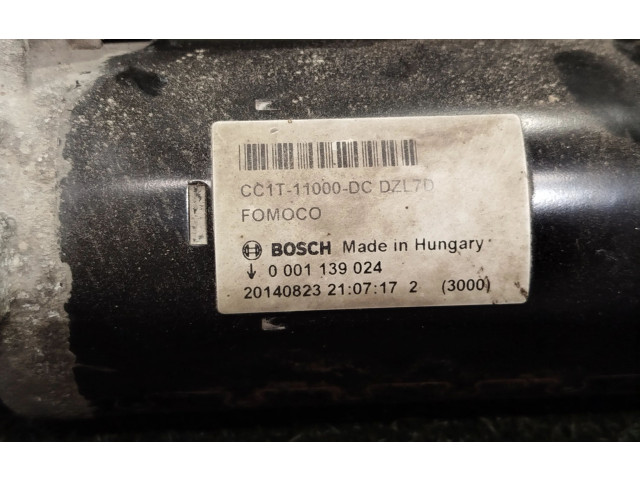 CC1T-11000-DC DZL7D
FOMOCO
BOSCH Made in Hungary
↓ 0 001 139 024
20140823 21:07:17 2 (3000)